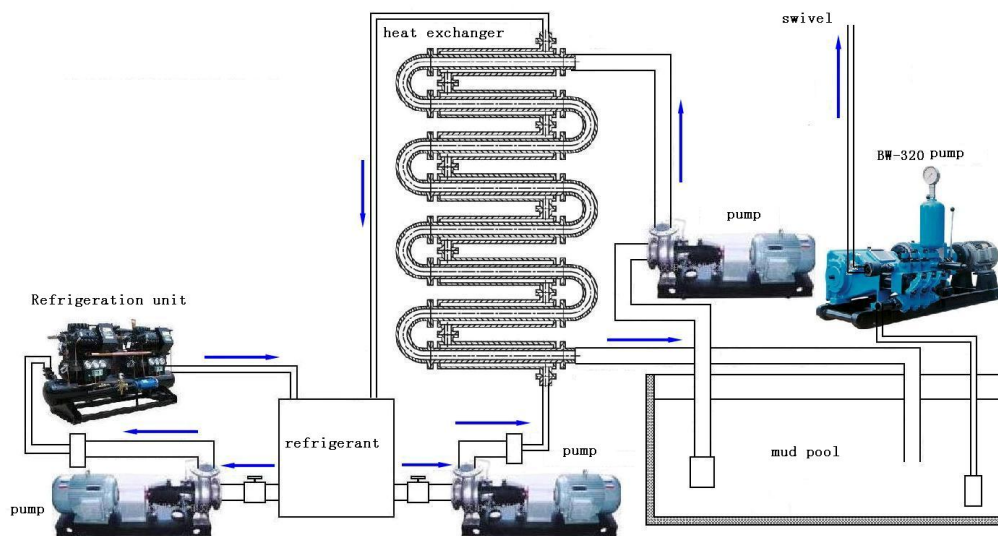 swivel
heat exchanger
BW-320 pump
pump
Refrigeration unit
refrigerant
pump
mud pool
pump